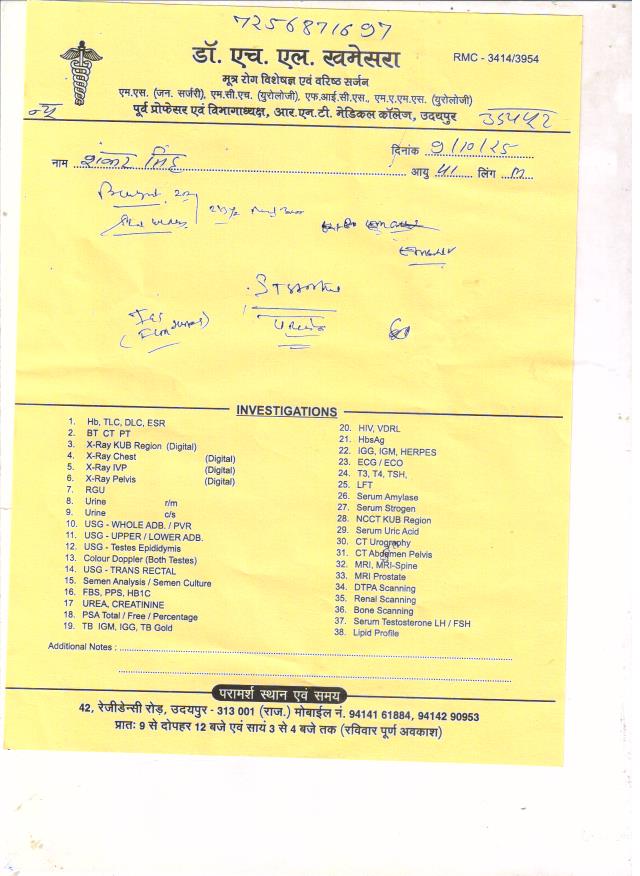 7256871697
डॉ. एच. एल. खमेसरा
RMC - 3414/3954
मूत्र रोग विशेषज्ञ एवं वरिष्ठ सर्जन
एम.एस. (जन. सर्जरी), एम.सी.एच. (युरोलोजी), एफ.आई.सी.एस., एम.ए.एम.एस. (युरोलोजी)
पूर्व प्रोफेसर एवं विभागाध्यक्ष, आर.एन.टी. मेडिकल कॉलेज, उदयपुर
न्यू
उदयपुर
दिनांक 9/10/25
नाम शंकर सिंह
आयु 41 लिंग M
INVESTIGATIONS
1. Hb, TLC, DLC, ESR
2. BT CT PT
3. X-Ray KUB Region (Digital)
4. X-Ray Chest (Digital)
5. X-Ray IVP (Digital)
6. X-Ray Pelvis (Digital)
7. RGU
8. Urine r/m
9. Urine c/s
10. USG - WHOLE ADB. / PVR
11. USG - UPPER / LOWER ADB.
12. USG - Testes Epididymis
13. Colour Doppler (Both Testes)
14. USG - TRANS RECTAL
15. Semen Analysis / Semen Culture
16. FBS, PPS, HB1C
17 UREA, CREATININE
18. PSA Total / Free / Percentage
19. TB IGM, IGG, TB Gold
20. HIV, VDRL
21. HbsAg
22. IGG, IGM, HERPES
23. ECG / ECO
24. T3, T4, TSH,
25. LFT
26. Serum Amylase
27. Serum Strogen
28. NCCT KUB Region
29. Serum Uric Acid
30. CT Urogrophy
31. CT Abdomen Pelvis
32. MRI, MRI-Spine
33. MRI Prostate
34. DTPA Scanning
35. Renal Scanning
36. Bone Scanning
37. Serum Testosterone LH / FSH
38. Lipid Profile
Additional Notes :
परामर्श स्थान एवं समय
42, रेजीडेन्सी रोड़, उदयपुर - 313 001 (राज.) मोबाईल नं. 94141 61884, 94142 90953
प्रातः 9 से दोपहर 12 बजे एवं सायं 3 से 4 बजे तक (रविवार पूर्ण अवकाश)